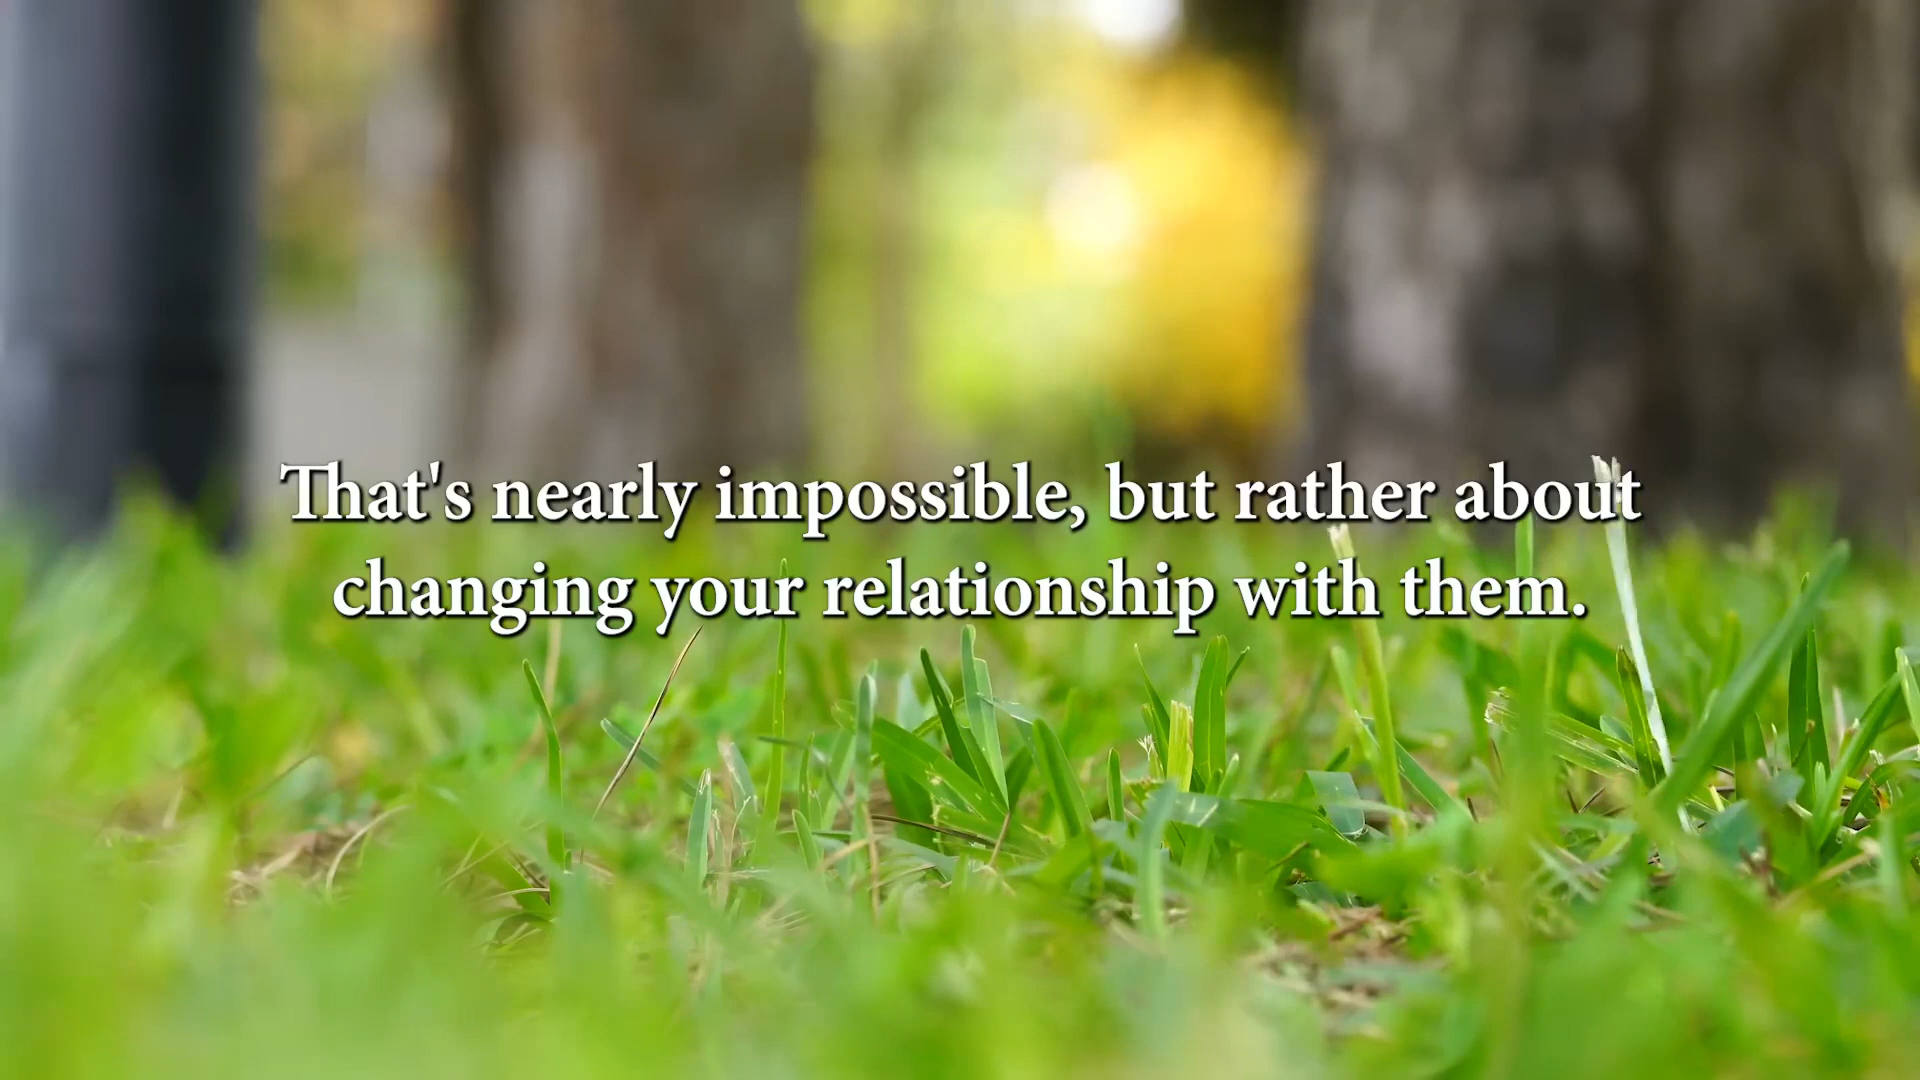 That's nearly impossible, but rather about
changing your relationship with them.